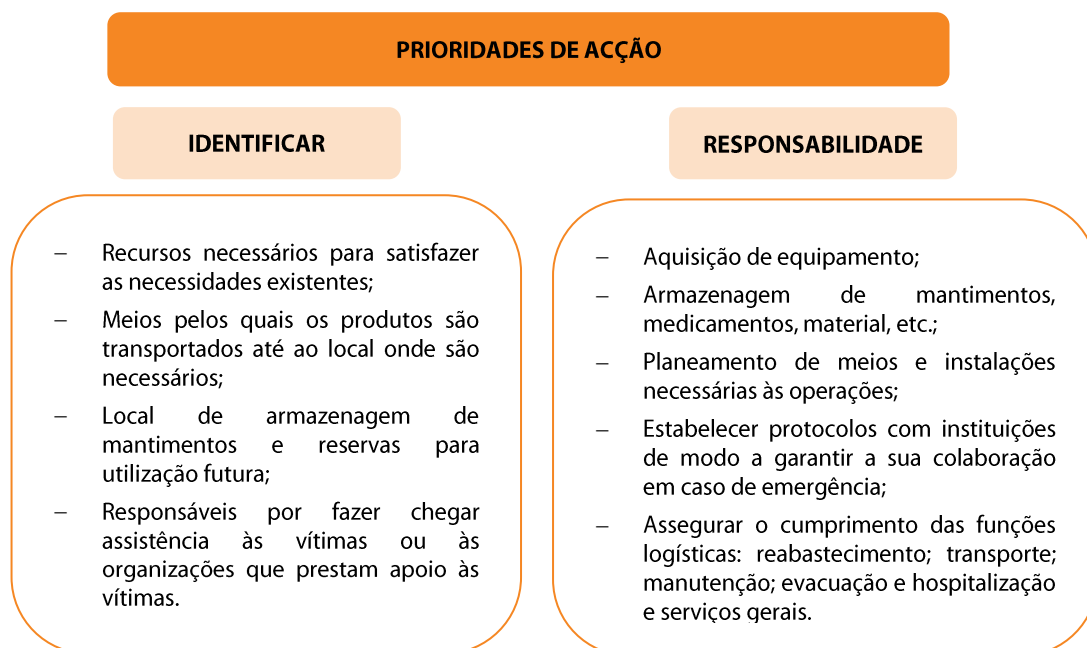 PRIORIDADES DE ACÇÃO
IDENTIFICAR
– Recursos necessários para satisfazer
as necessidades existentes;
– Meios pelos quais os produtos são
transportados até ao local onde são
necessários;
– Local de armazenagem de
mantimentos e reservas para
utilização futura;
– Responsáveis por fazer chegar
assistência às vítimas ou às
organizações que prestam apoio às
vítimas.
RESPONSABILIDADE
– Aquisição de equipamento;
– Armazenagem de mantimentos,
medicamentos, material, etc.;
– Planeamento de meios e instalações
necessárias às operações;
– Estabelecer protocolos com instituições
de modo a garantir a sua colaboração
em caso de emergência;
– Assegurar o cumprimento das funções
logísticas: reabastecimento; transporte;
manutenção; evacuação e hospitalização
e serviços gerais.